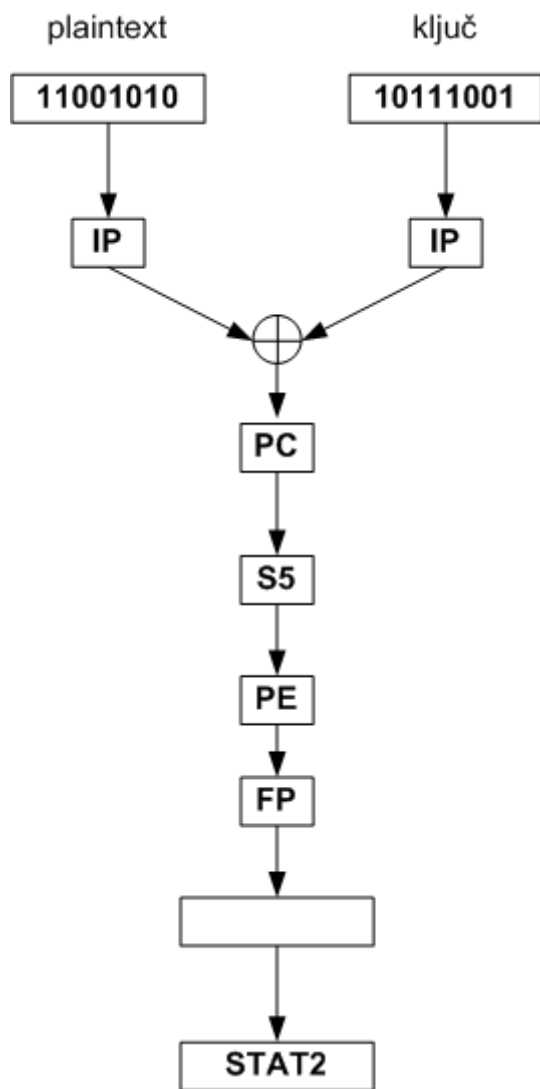 plaintext ključ
11001010 10111001
IP IP
PC
S5
PE
FP
STAT2